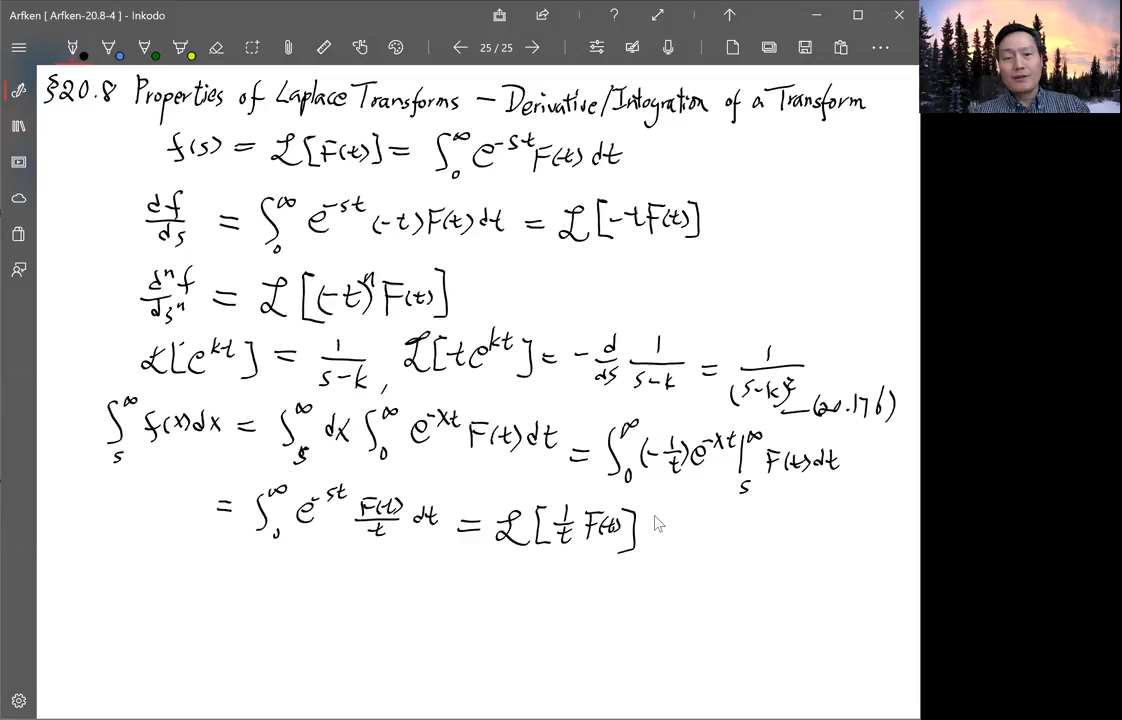 Arfken [ Arfken-20.8-4 ] - Inkodo
25 / 25
§20.8 Properties of Laplace Transforms – Derivative/Integration of a Transform
f(s) = ℒ[F(t)] = ∫₀^∞ e^{-st} F(t) dt
df/ds = ∫₀^∞ e^{-st} (-t) F(t) dt = ℒ[-tF(t)]
dⁿf/dsⁿ = ℒ[(-t)ⁿ F(t)]
ℒ[e^{kt}] = 1/(s-k), ℒ[te^{kt}] = - d/ds 1/(s-k) = 1/(s-k)² —(20.176)
∫_s^∞ f(x)dx = ∫_s^∞ dx ∫₀^∞ e^{-xt} F(t) dt = ∫₀^∞ (-1/t) e^{-xt} |_s^∞ F(t) dt
= ∫₀^∞ e^{-st} F(t)/t dt = ℒ[1/t F(t)]